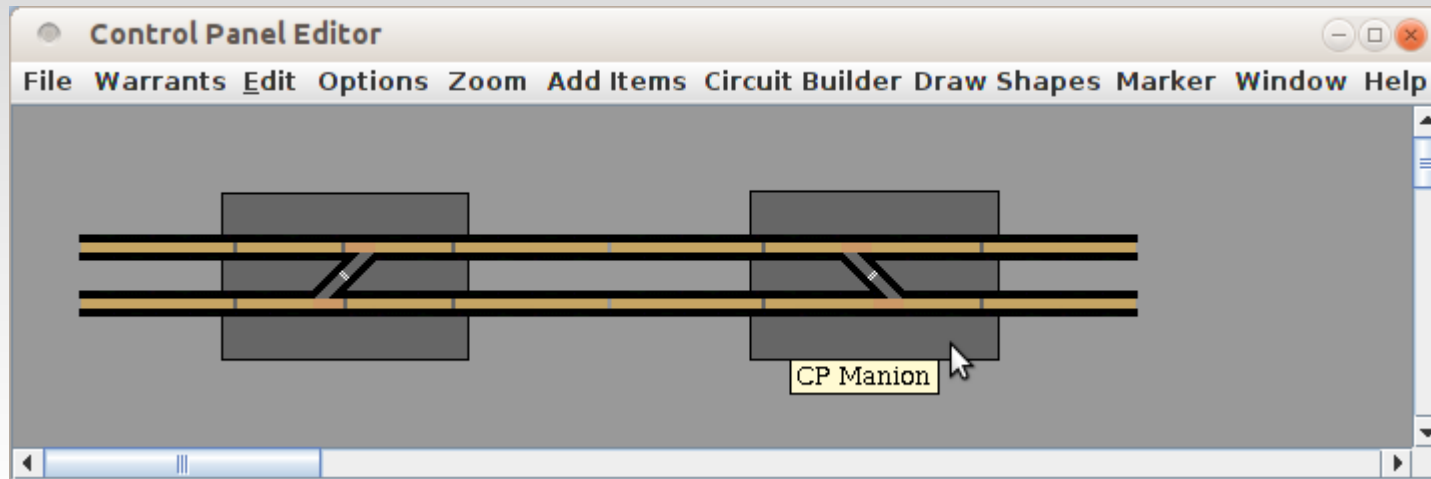 Control Panel Editor
File Warrants Edit Options Zoom Add Items Circuit Builder Draw Shapes Marker Window Help
CP Manion